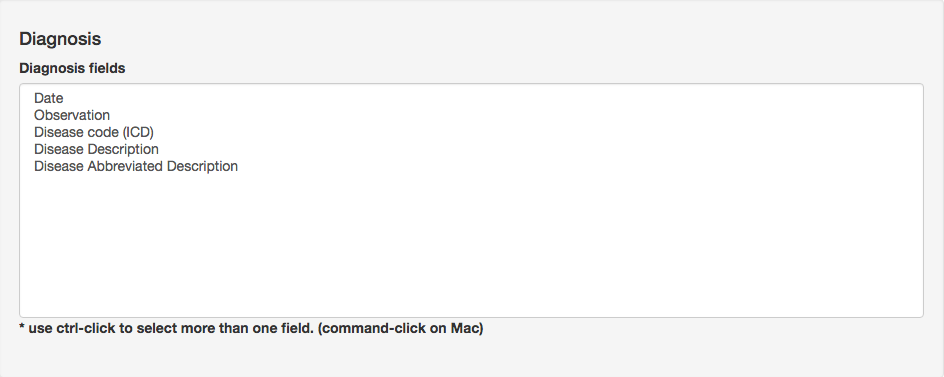 Diagnosis
Diagnosis fields
Date
Observation
Disease code (ICD)
Disease Description
Disease Abbreviated Description
* use ctrl-click to select more than one field. (command-click on Mac)